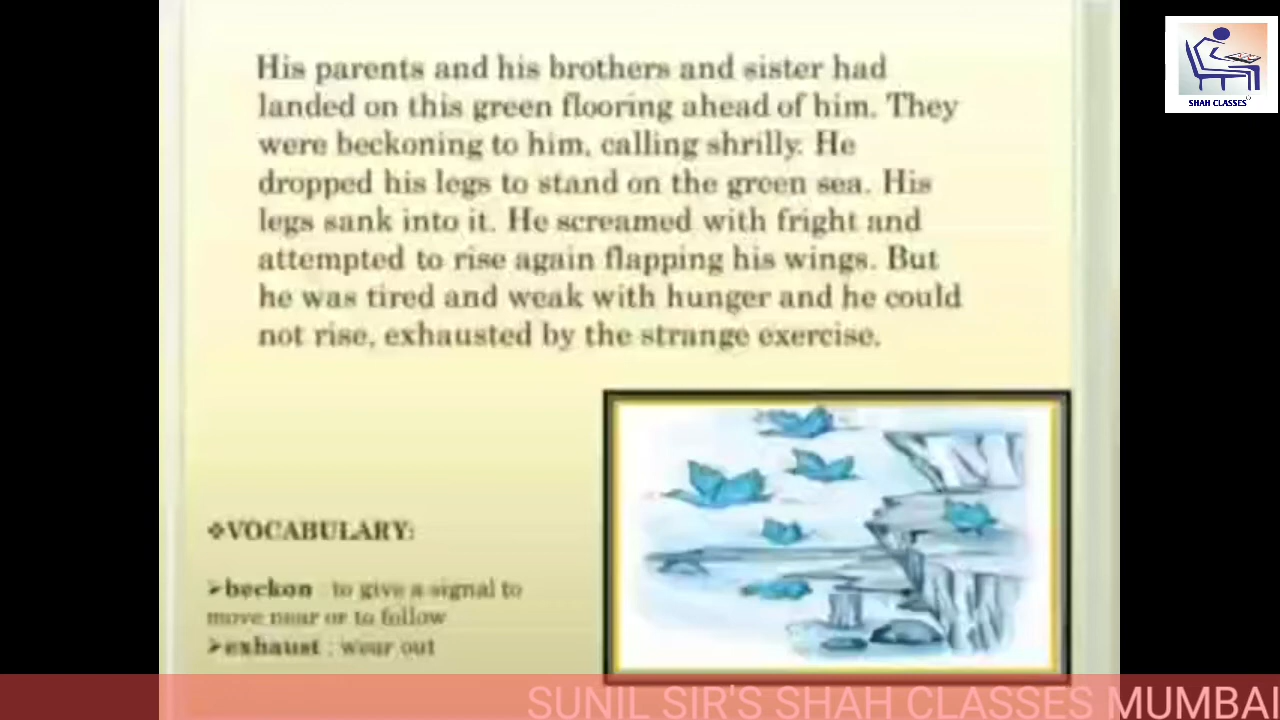 His parents and his brothers and sister had
landed on this green flooring ahead of him. They
were beckoning to him, calling shrilly. He
dropped his legs to stand on the green sea. His
legs sank into it. He screamed with fright and
attempted to rise again flapping his wings. But
he was tired and weak with hunger and he could
not rise, exhausted by the strange exercise.
❖VOCABULARY:
➢beckon : to give a signal to
move near or to follow
➢exhaust : wear out
SHAH CLASSES
SUNIL SIR'S SHAH CLASSES MUMBAI